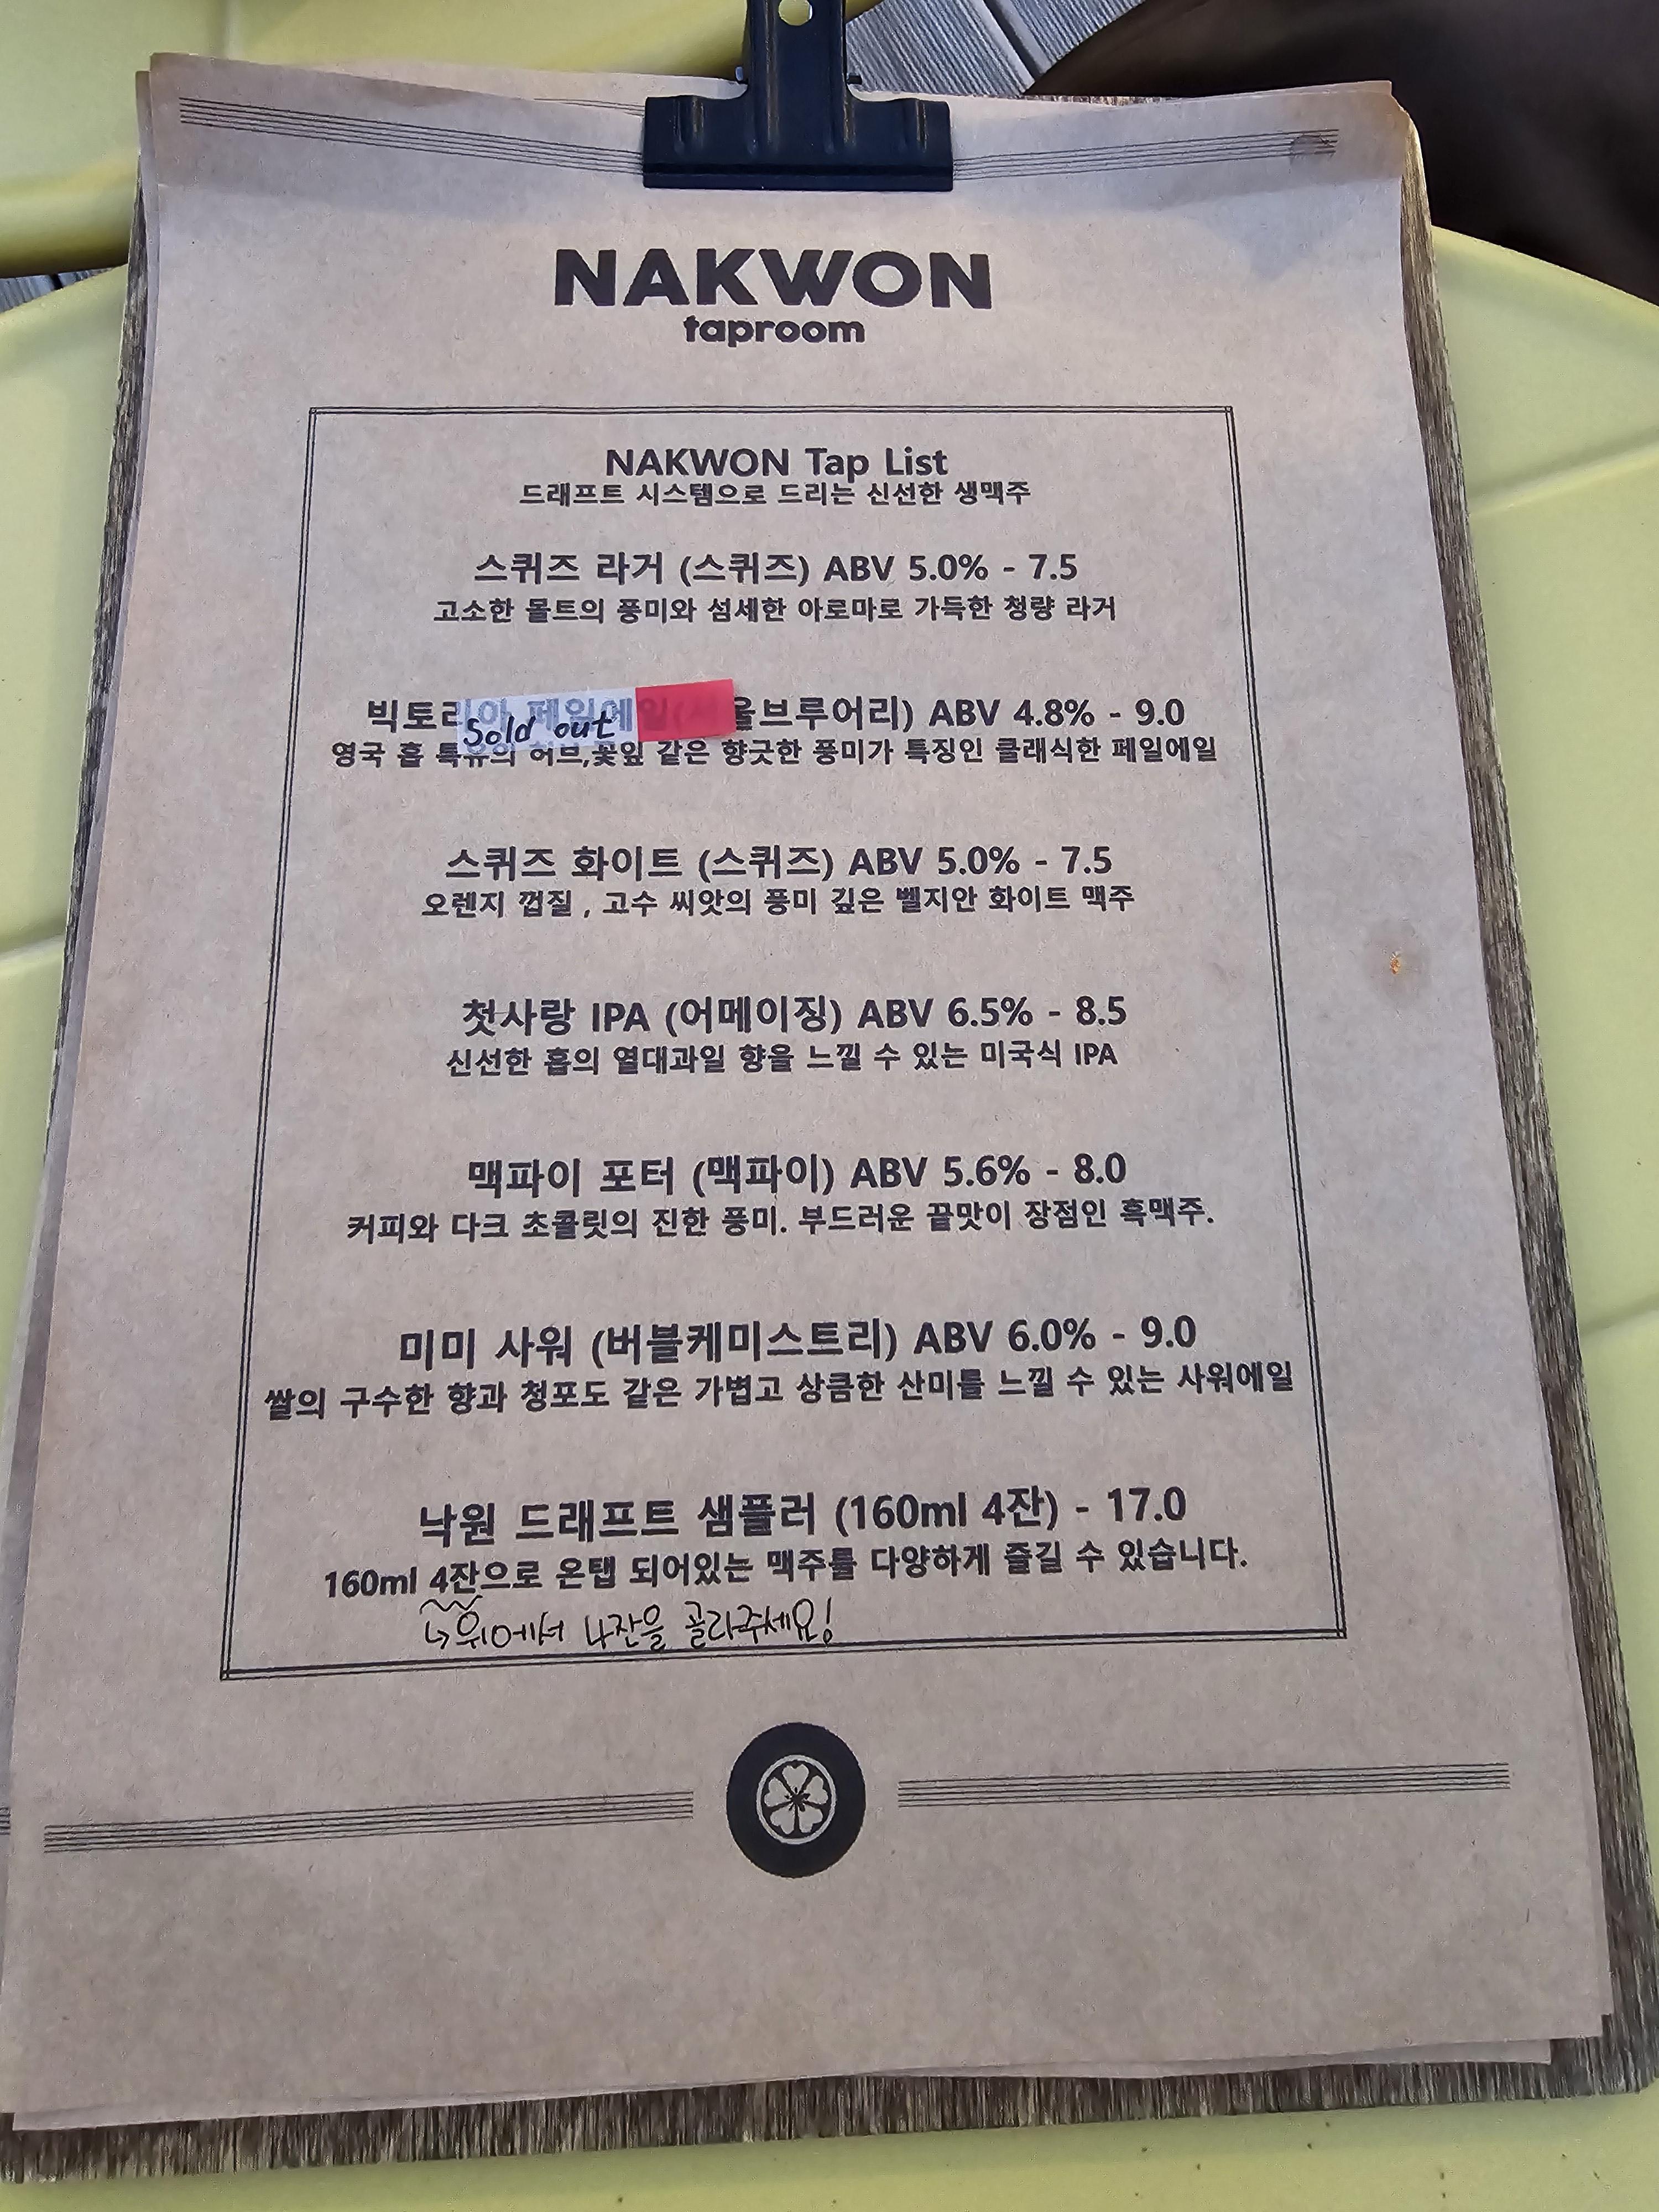 NAKWON
taproom
NAKWON Tap List
드래프트 시스템으로 드리는 신선한 생맥주
스퀴즈 라거 (스퀴즈) ABV 5.0% - 7.5
고소한 몰트의 풍미와 섬세한 아로마로 가득한 청량 라거
빅토리아 페일에일(서울브루어리) ABV 4.8% - 9.0
Sold out
영국 홉 특유의 허브,꽃잎 같은 향긋한 풍미가 특징인 클래식한 페일에일
스퀴즈 화이트 (스퀴즈) ABV 5.0% - 7.5
오렌지 껍질 , 고수 씨앗의 풍미 깊은 벨지안 화이트 맥주
첫사랑 IPA (어메이징) ABV 6.5% - 8.5
신선한 홉의 열대과일 향을 느낄 수 있는 미국식 IPA
맥파이 포터 (맥파이) ABV 5.6% - 8.0
커피와 다크 초콜릿의 진한 풍미. 부드러운 끝맛이 장점인 흑맥주.
미미 사워 (버블케미스트리) ABV 6.0% - 9.0
쌀의 구수한 향과 청포도 같은 가볍고 상큼한 산미를 느낄 수 있는 사워에일
낙원 드래프트 샘플러 (160ml 4잔) - 17.0
160ml 4잔으로 온탭 되어있는 맥주를 다양하게 즐길 수 있습니다.
↳위에서 4잔을 골라주세요!